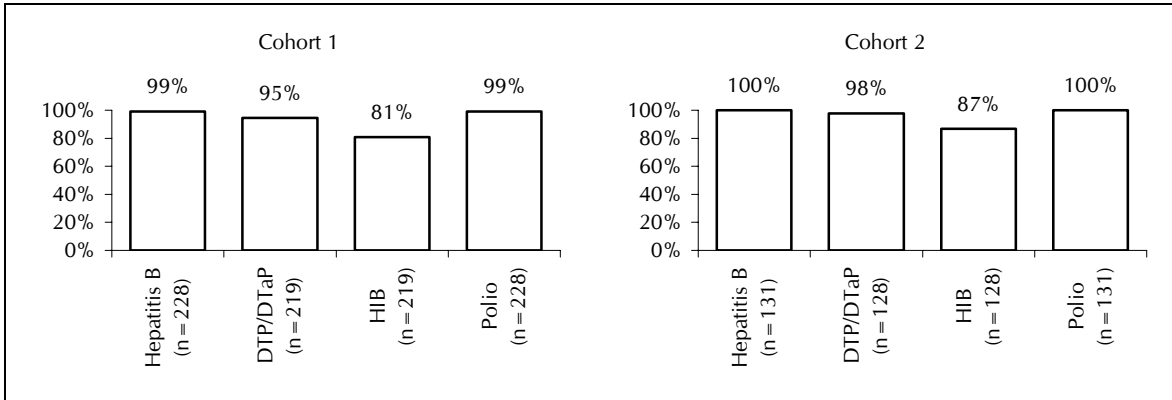 Cohort 1
99%
95%
81%
99%
100%
80%
60%
40%
20%
0%
Hepatitis B
(n = 228)
DTP/DTaP
(n = 219)
HIB
(n = 219)
Polio
(n = 228)
Cohort 2
100%
98%
87%
100%
100%
80%
60%
40%
20%
0%
Hepatitis B
(n = 131)
DTP/DTaP
(n = 128)
HIB
(n = 128)
Polio
(n = 131)